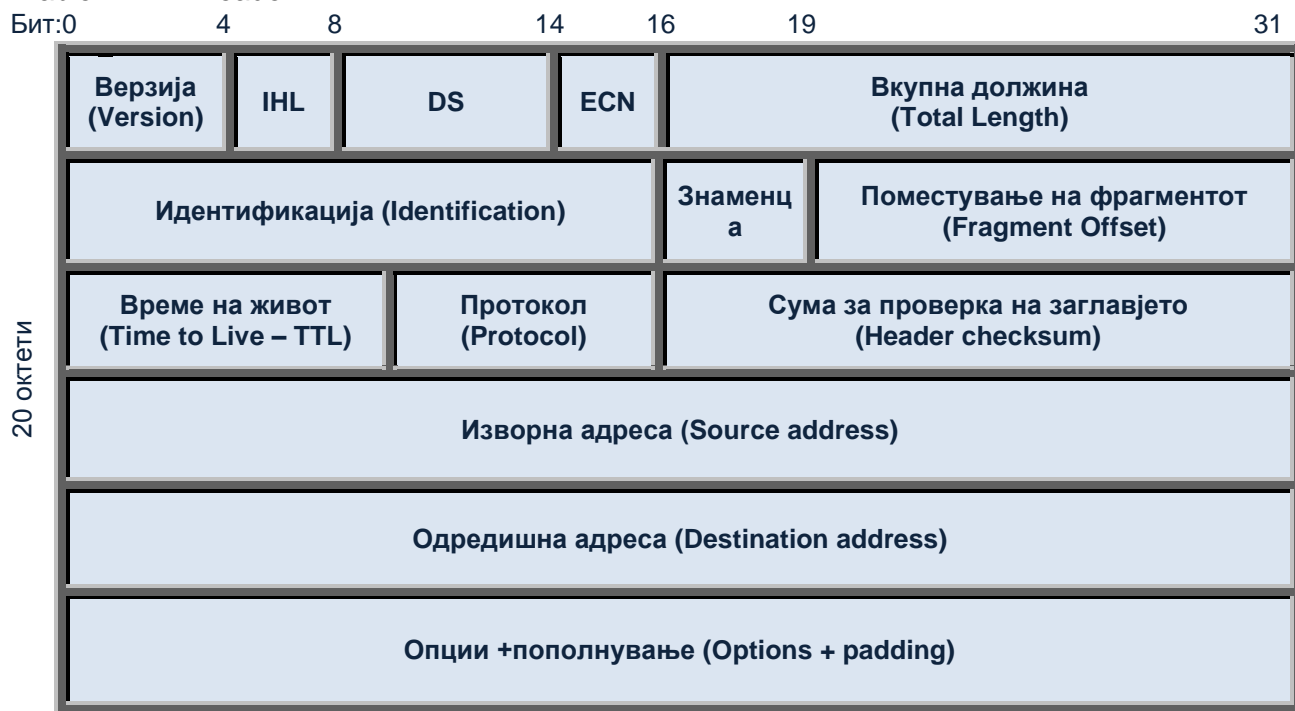 Бит:0 4 8 14 16 19 31
Верзија
(Version)
IHL
DS
ECN
Вкупна должина
(Total Length)
Идентификација (Identification)
Знаменц
а
Поместување на фрагментот
(Fragment Offset)
Време на живот
(Time to Live – TTL)
Протокол
(Protocol)
Сума за проверка на заглавјето
(Header checksum)
20 октети
Изворна адреса (Source address)
Одредишна адреса (Destination address)
Опции +пополнување (Options + padding)